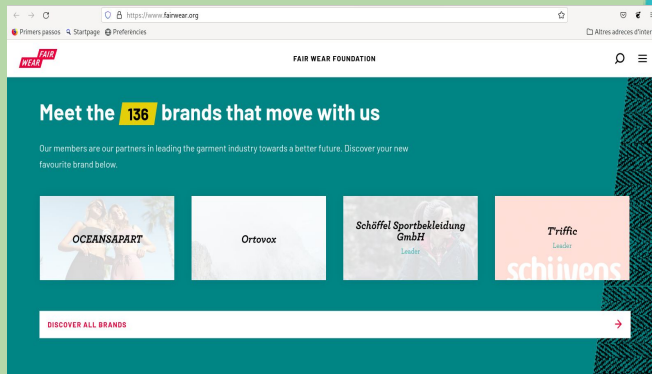 https://www.fairwear.org
Primers passos Startpage Preferències Altres adreces d'inter
FAIR WEAR
FAIR WEAR FOUNDATION
Meet the 136 brands that move with us
Our members are our partners in leading the garment industry towards a better future. Discover your new
favourite brand below.
OCEANSAPART
Ortovox
Schöffel Sportbekleidung
GmbH
Leader
T'riffic
Leader
schijvens
DISCOVER ALL BRANDS